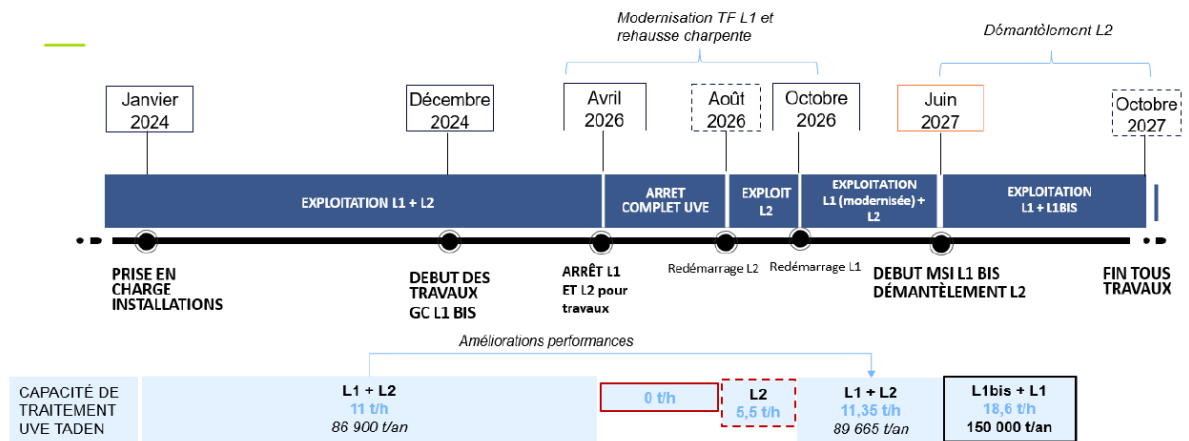 Modernisation TF L1 et
rehausse charpente
Démantèlement L2
Janvier
2024
Décembre
2024
Avril
2026
Août
2026
Octobre
2026
Juin
2027
Octobre
2027
EXPLOITATION L1 + L2
ARRET
COMPLET UVE
EXPLOIT
L2
EXPLOITATION
L1 (modernisée) +
L2
EXPLOITATION
L1 + L1BIS
PRISE EN
CHARGE
INSTALLATIONS
DEBUT DES
TRAVAUX
GC L1 BIS
ARRÊT L1
ET L2 pour
travaux
Redémarrage L2
Redémarrage L1
DEBUT MSI L1 BIS
DÉMANTÈLEMENT L2
FIN TOUS
TRAVAUX
Améliorations performances
CAPACITÉ DE
TRAITEMENT
UVE TADEN
L1 + L2
11 t/h
86 900 t/an
0 t/h
L2
5,5 t/h
L1 + L2
11,35 t/h
89 665 t/an
L1bis + L1
18,6 t/h
150 000 t/an